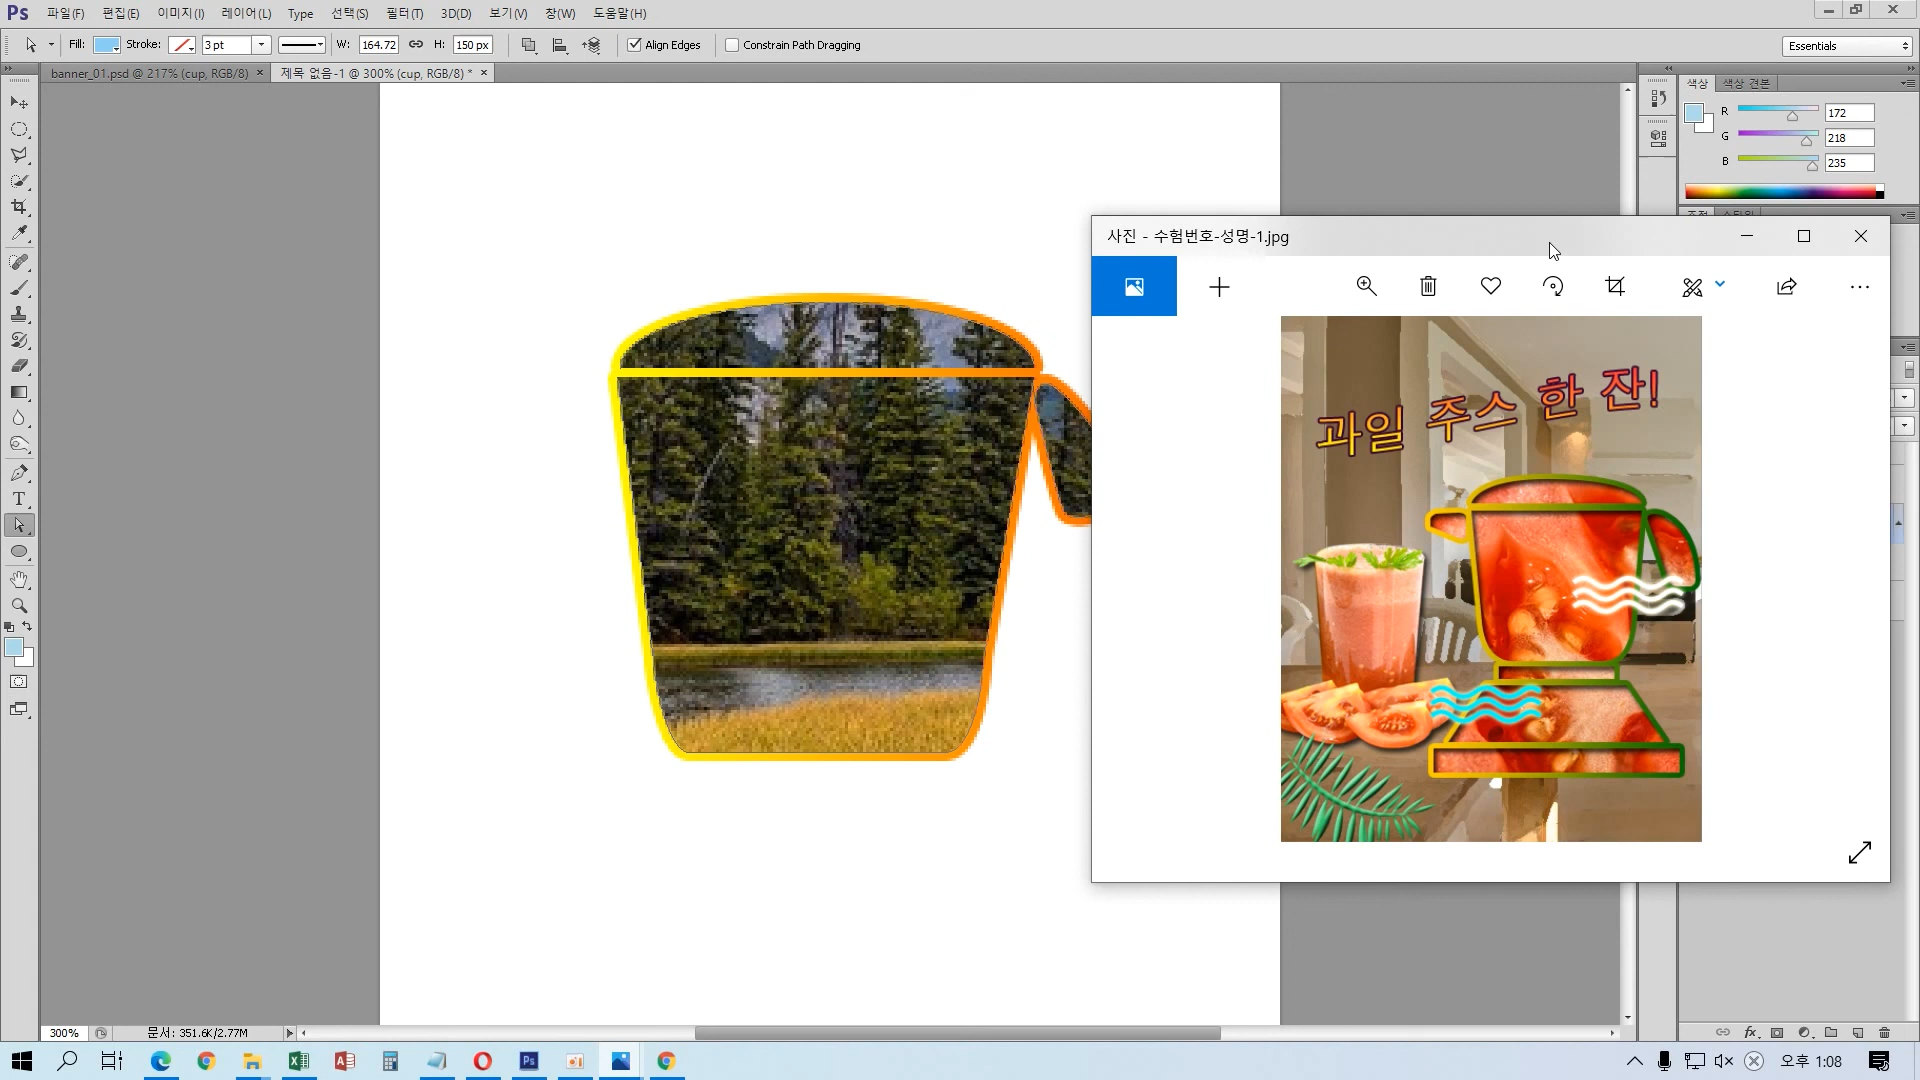 Ps 파일(F) 편집(E) 이미지(I) 레이어(L) Type 선택(S) 필터(T) 3D(D) 보기(V) 창(W) 도움말(H)
Fill: Stroke: 3 pt W: 164.72 H: 150 px Align Edges Constrain Path Dragging Essentials
banner_01.psd @ 217% (cup, RGB/8) × 제목 없음-1 @ 300% (cup, RGB/8) * ×
색상 색상 견본
R 172
G 218
B 235
사진 - 수험번호-성명-1.jpg
과일 주스 한 잔!
T
300% 문서: 351.6K/2.77M
fx
Ps
오후 1:08